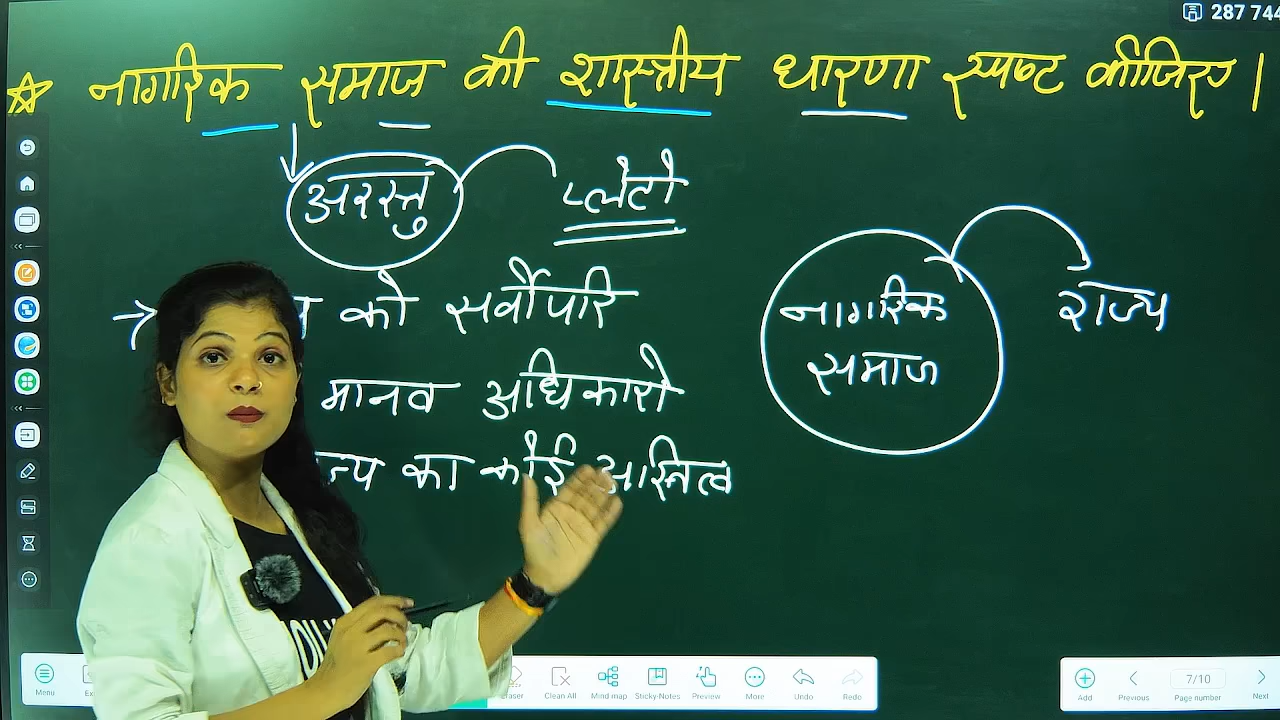 287 744
☆ नागरिक समाज की शास्त्रीय धारणा स्पष्ट कीजिए।
अरस्तु प्लेटो
→ को सर्वोपरि
मानव अधिकारो
का कोई अस्तित्व
नागरिक राज्य
समाज
Menu Clean All Mind map Sticky-Notes Preview More Undo Redo Add Previous 7/10 Page number Next